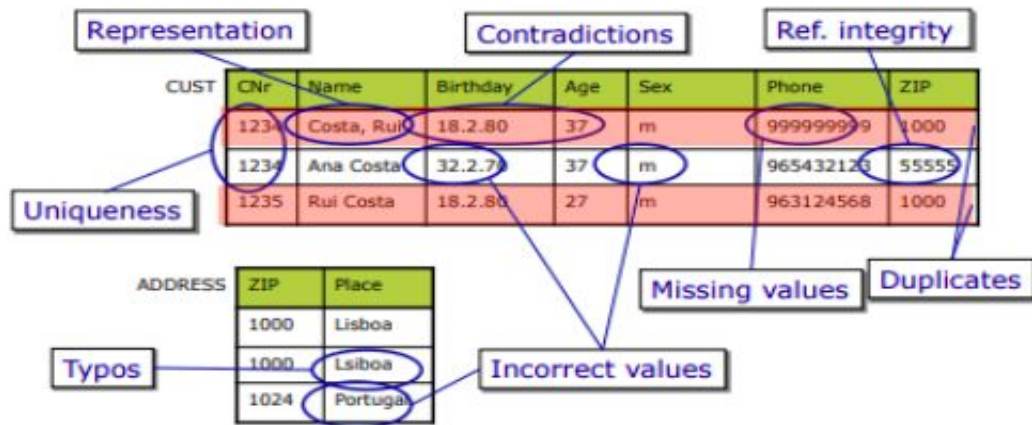 Representation Contradictions Ref. integrity
CUST CNr Name Birthday Age Sex Phone ZIP
1234 Costa, Rui 18.2.80 37 m 999999999 1000
1234 Ana Costa 32.2.70 37 m 965432123 55555
Uniqueness 1235 Rui Costa 18.2.80 27 m 963124568 1000
ADDRESS ZIP Place Missing values Duplicates
1000 Lisboa
Typos 1000 Lsiboa Incorrect values
1024 Portugal